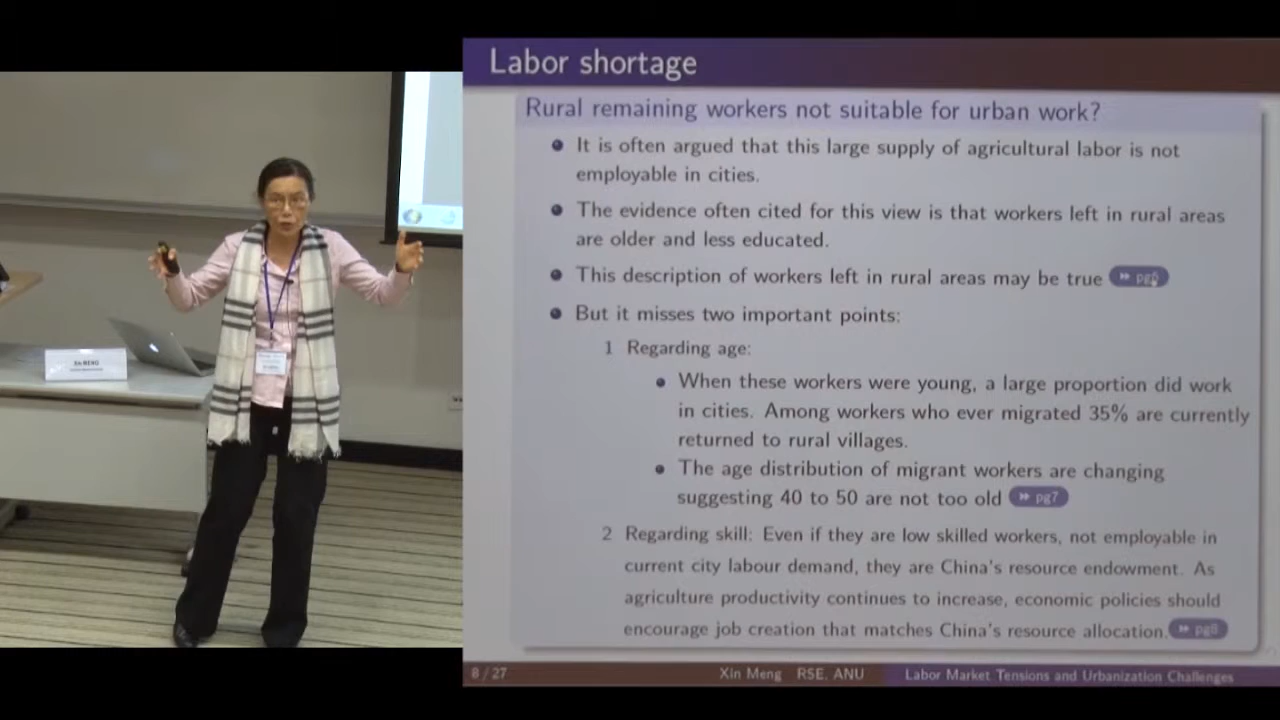 Labor shortage
Rural remaining workers not suitable for urban work?
It is often argued that this large supply of agricultural labor is not
employable in cities.
The evidence often cited for this view is that workers left in rural areas
are older and less educated.
This description of workers left in rural areas may be true pg6
But it misses two important points:
1 Regarding age:
When these workers were young, a large proportion did work
in cities. Among workers who ever migrated 35% are currently
returned to rural villages.
The age distribution of migrant workers are changing
suggesting 40 to 50 are not too old pg7
2 Regarding skill: Even if they are low skilled workers, not employable in
current city labour demand, they are China's resource endowment. As
agriculture productivity continues to increase, economic policies should
encourage job creation that matches China's resource allocation. pg8
8 / 27 Xin Meng RSE, ANU Labor Market Tensions and Urbanization Challenges
Xin MENG